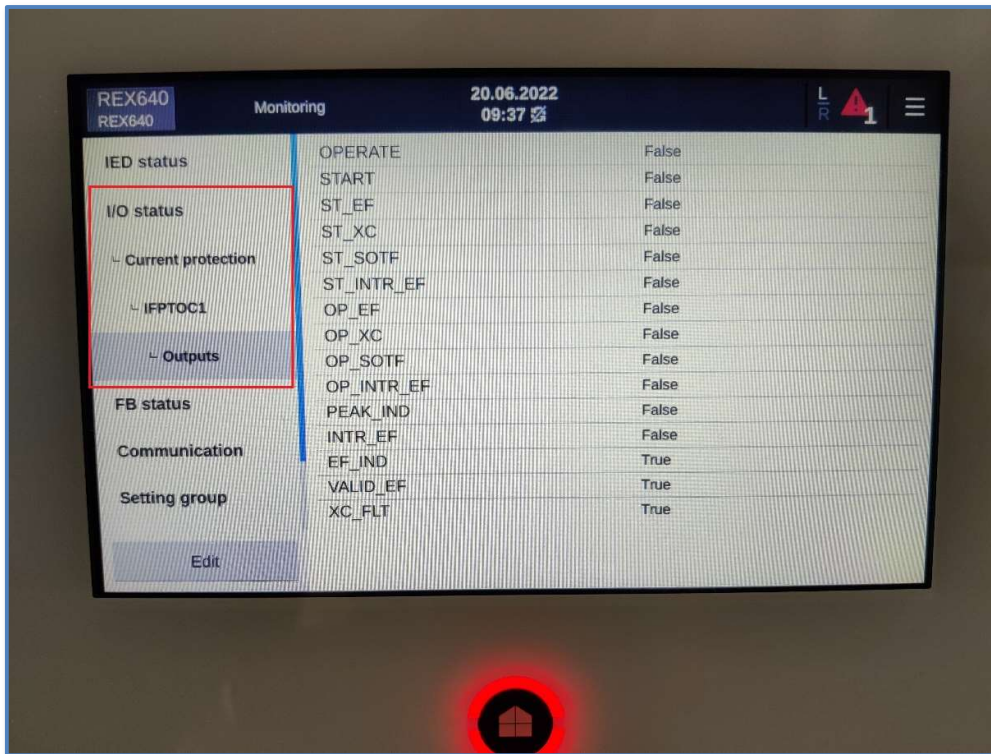 REX640
REX640
Monitoring
20.06.2022
09:37
L
R
1
IED status
I/O status
Current protection
IFPTOC1
Outputs
FB status
Communication
Setting group
Edit
OPERATE False
START False
ST_EF False
ST_XC False
ST_SOTF False
ST_INTR_EF False
OP_EF False
OP_XC False
OP_SOTF False
OP_INTR_EF False
PEAK_IND False
INTR_EF False
EF_IND True
VALID_EF True
XC_FLT True